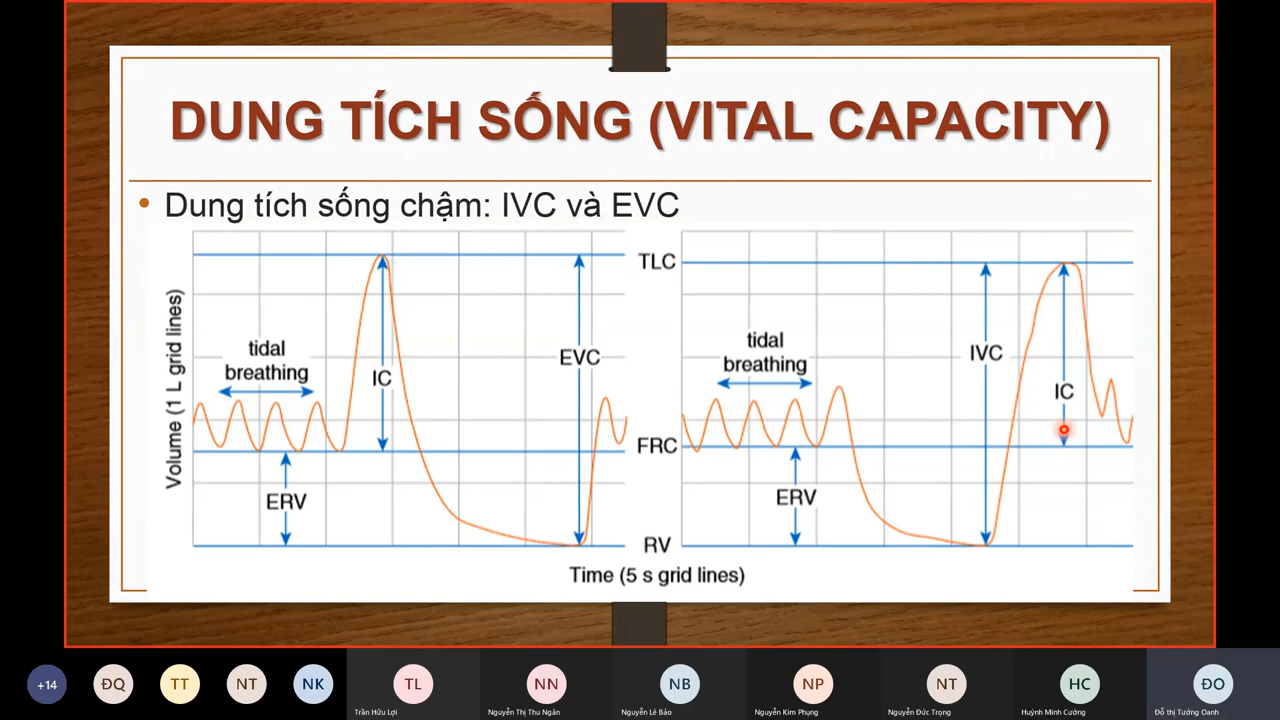 DUNG TÍCH SỐNG (VITAL CAPACITY)
• Dung tích sống chậm: IVC và EVC
Volume (1 L grid lines)
tidal
breathing
IC
EVC
ERV
TLC
FRC
RV
tidal
breathing
IVC
IC
ERV
Time (5 s grid lines)
+14
ĐQ
TT
NT
NK
TL
NN
NB
NP
NT
HC
ĐO
Trần Hữu Lợi
Nguyễn Thị Thu Ngân
Nguyễn Lê Bảo
Nguyễn Kim Phụng
Nguyễn Đức Trọng
Huỳnh Minh Cường
Đỗ thị Tường Oanh